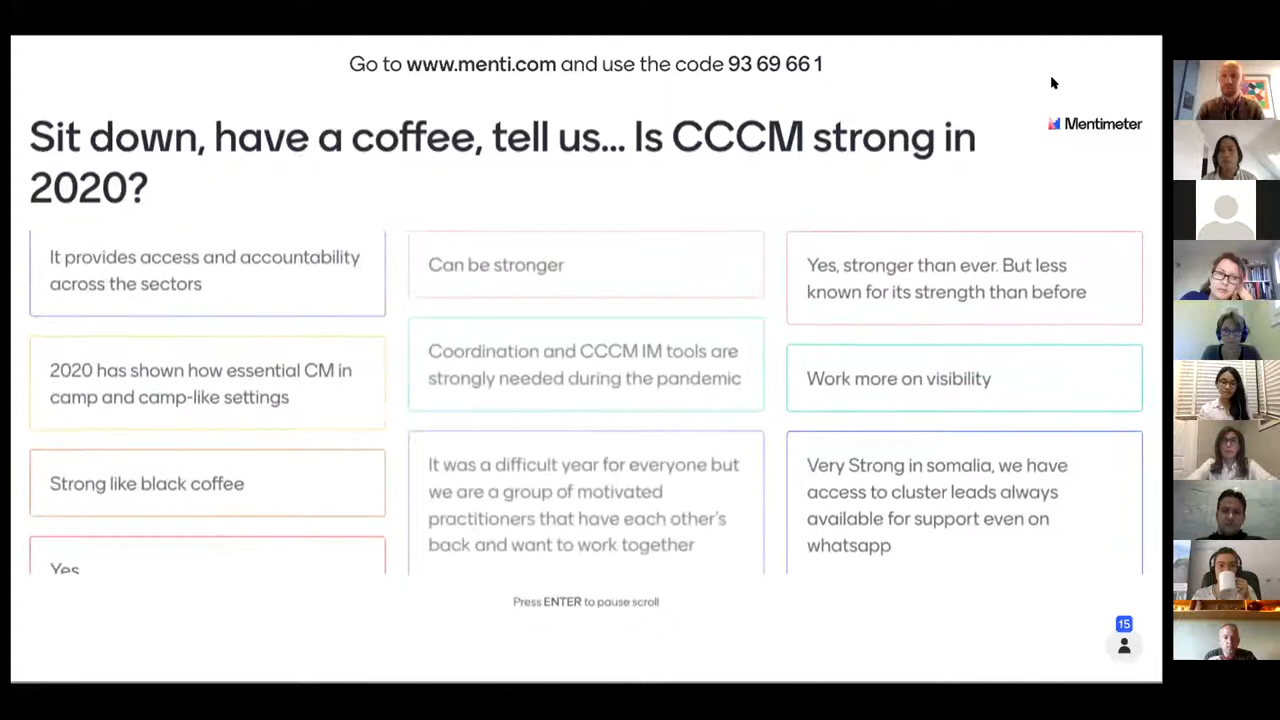 Go to www.menti.com and use the code 93 69 66 1
Mentimeter
Sit down, have a coffee, tell us... Is CCCM strong in
2020?
It provides access and accountability
across the sectors
2020 has shown how essential CM in
camp and camp-like settings
Strong like black coffee
Yes
Can be stronger
Coordination and CCCM IM tools are
strongly needed during the pandemic
It was a difficult year for everyone but
we are a group of motivated
practitioners that have each other's
back and want to work together
Yes, stronger than ever. But less
known for its strength than before
Work more on visibility
Very Strong in somalia, we have
access to cluster leads always
available for support even on
whatsapp
Press ENTER to pause scroll
15